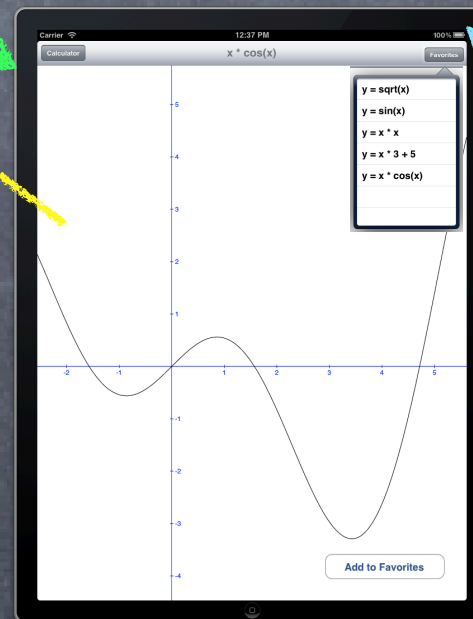 Carrier 12:37 PM 100%
Calculator x * cos(x) Favorites
y = sqrt(x)
y = sin(x)
y = x * x
y = x * 3 + 5
y = x * cos(x)
5
4
3
2
1
-2 -1 1 2 3 4 5
-1
-2
-3
-4
Add to Favorites